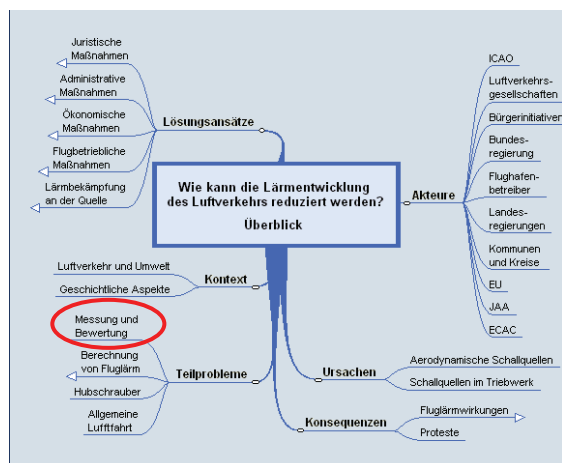 Juristische
Maßnahmen
Administrative
Maßnahmen
Ökonomische
Maßnahmen
Flugbetriebliche
Maßnahmen
Lärmbekämpfung
an der Quelle
Lösungsansätze
Wie kann die Lärmentwicklung
des Luftverkehrs reduziert werden?
Überblick
Akteure
ICAO
Luftverkehrs-
gesellschaften
Bürgerinitiativen
Bundes-
regierung
Flughafen-
betreiber
Landes-
regierungen
Kommunen
und Kreise
EU
JAA
ECAC
Luftverkehr und Umwelt
Geschichtliche Aspekte
Kontext
Messung und
Bewertung
Berechnung
von Fluglärm
Hubschrauber
Allgemeine
Lufftfahrt
Teilprobleme
Ursachen
Aerodynamische Schallquellen
Schallquellen im Triebwerk
Konsequenzen
Fluglärmwirkungen
Proteste